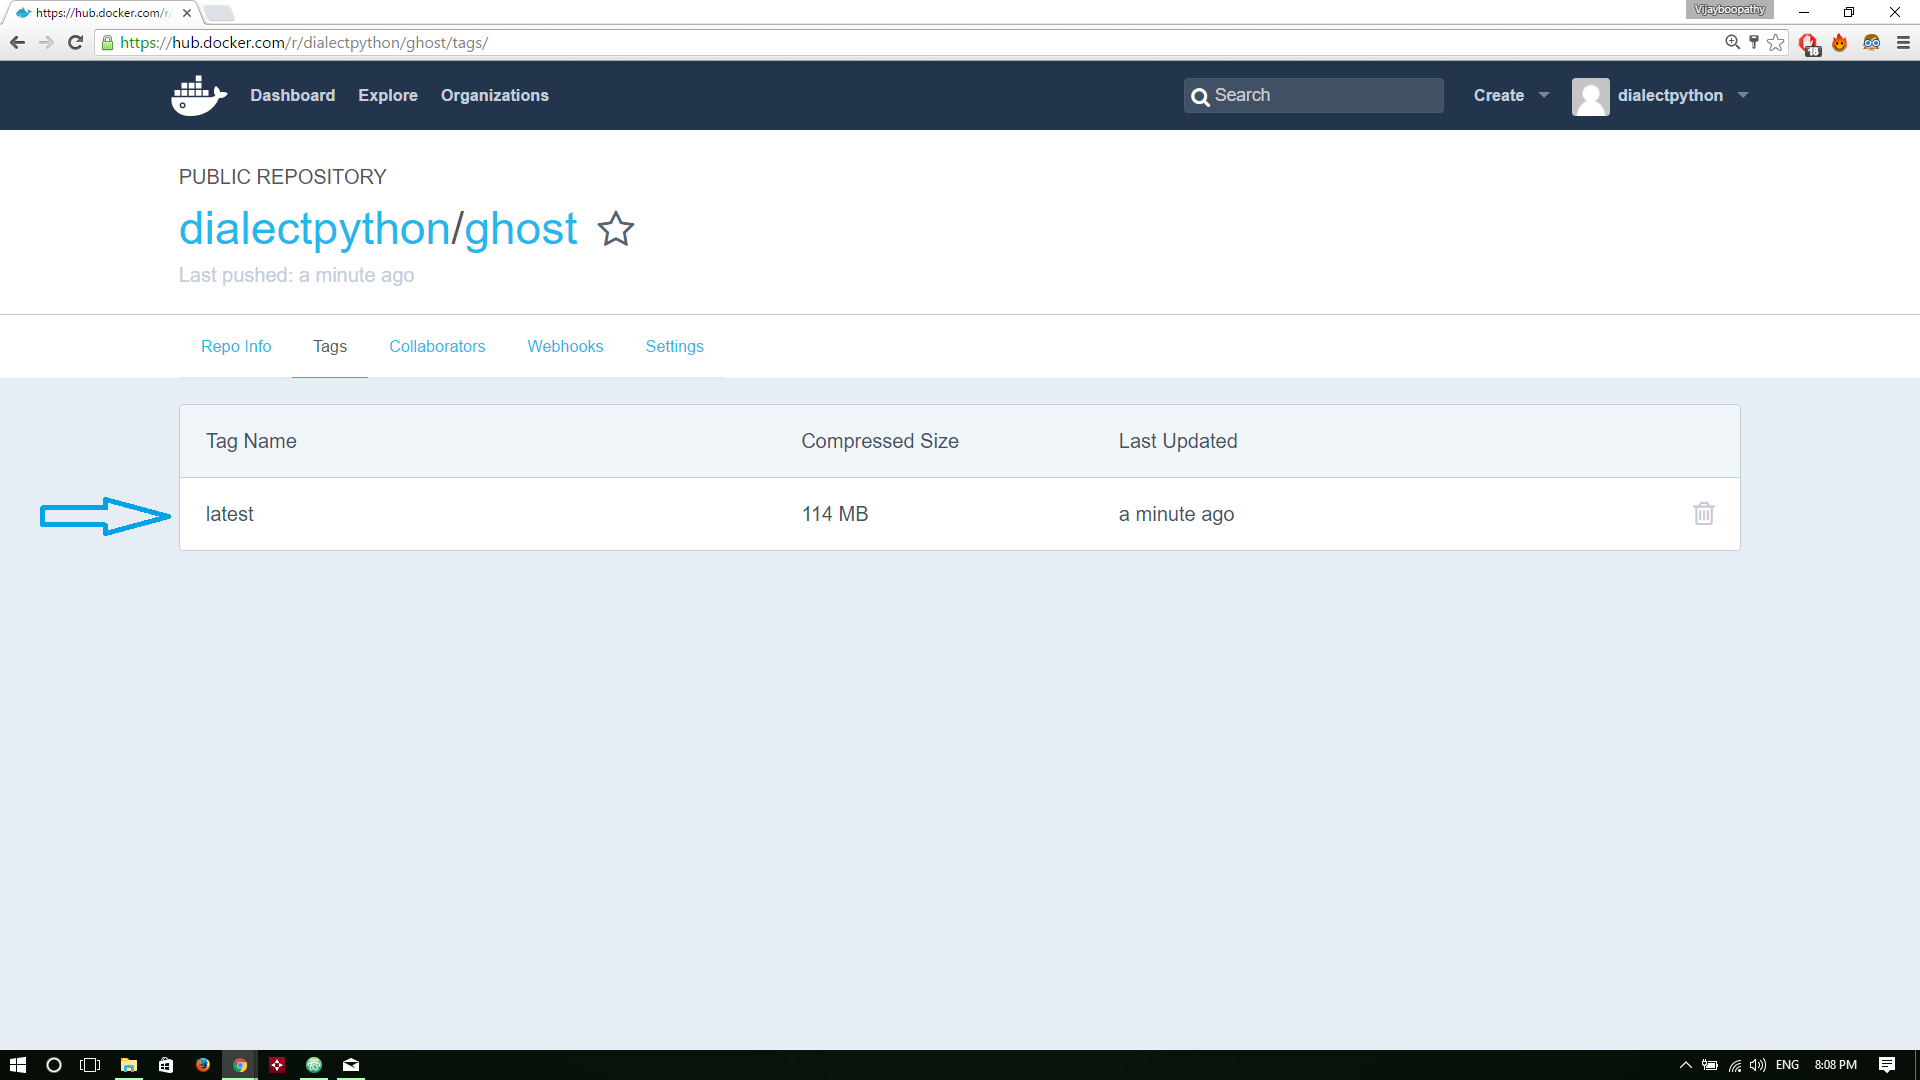 https://hub.docker.com/r/
Vijayboopathy
https://hub.docker.com/r/dialectpython/ghost/tags/
18
Dashboard Explore Organizations Search Create dialectpython
PUBLIC REPOSITORY
dialectpython/ghost
Last pushed: a minute ago
Repo Info Tags Collaborators Webhooks Settings
Tag Name Compressed Size Last Updated
latest 114 MB a minute ago
ENG 8:08 PM